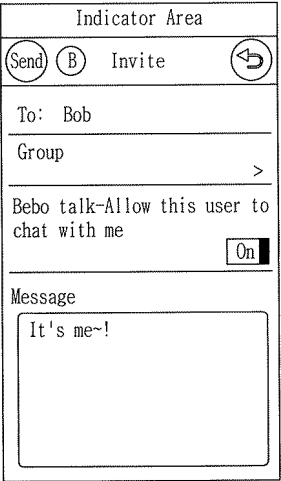 Indicator Area
Send B Invite
To: Bob
Group
>
Bebo talk-Allow this user to
chat with me
On
Message
It's me~!